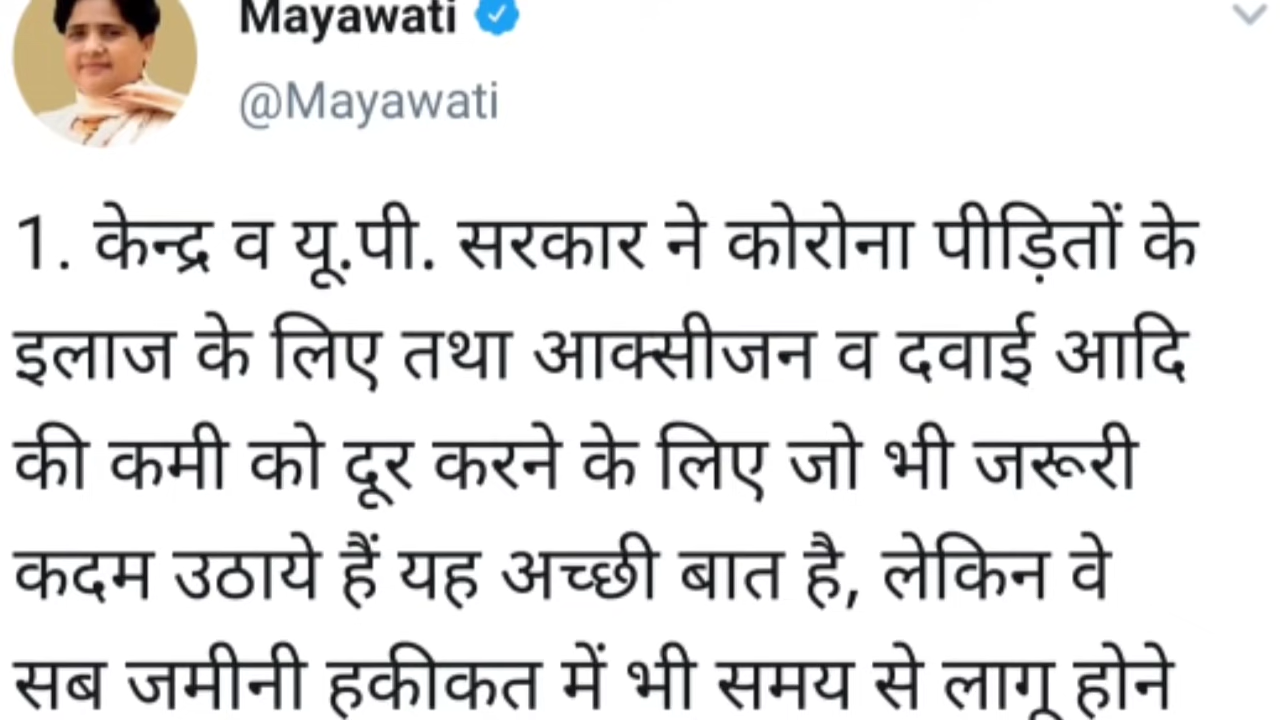 Mayawati
@Mayawati
1. केन्द्र व यू.पी. सरकार ने कोरोना पीड़ितों के
इलाज के लिए तथा आक्सीजन व दवाई आदि
की कमी को दूर करने के लिए जो भी जरूरी
कदम उठाये हैं यह अच्छी बात है, लेकिन वे
सब जमीनी हकीकत में भी समय से लागू होने